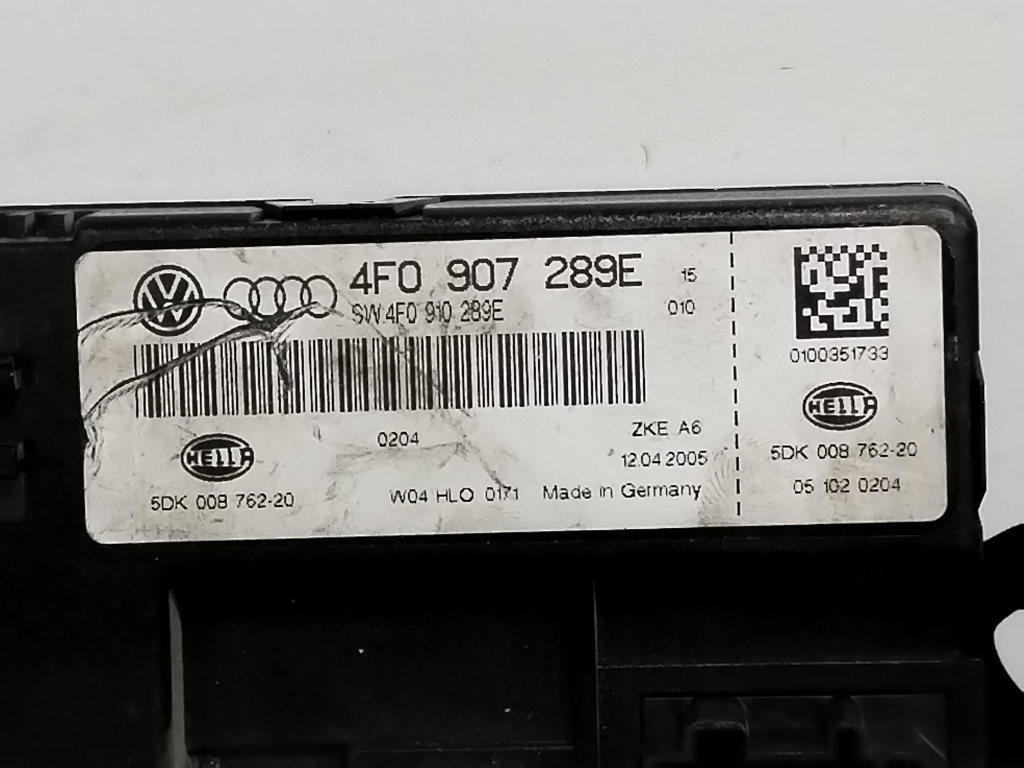 4F0 907 289E 15
SW.4F0 910 289E 010
0204
ZKE A6
12.04.2005
HELLA
5DK 008 762-20
W04 HLO 0171 Made in Germany
0100351733
HELLA
5DK 008 762-20
05 102 0204